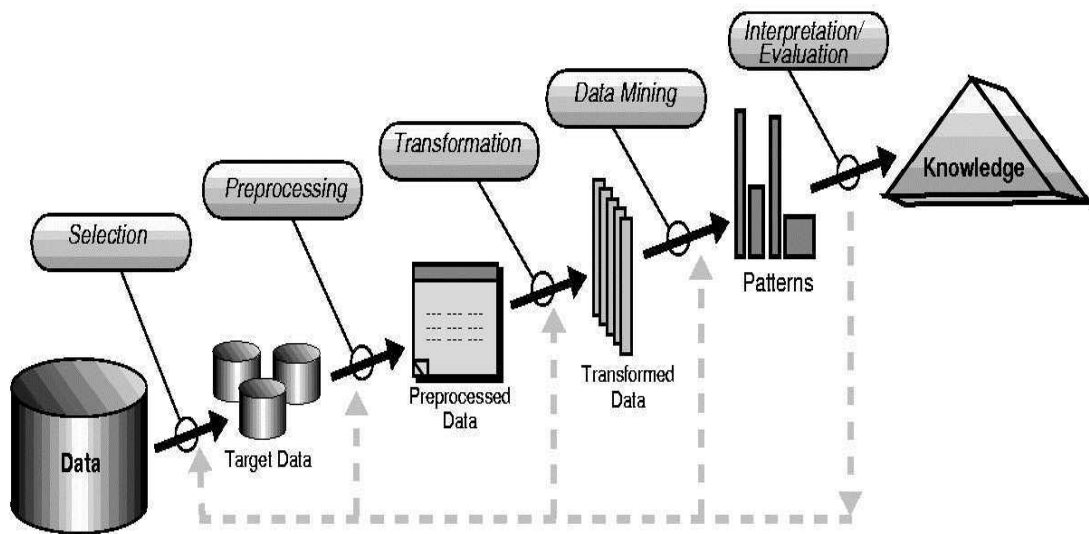 Interpretation/
Evaluation
Data Mining
Transformation
Preprocessing
Selection
Knowledge
Patterns
Transformed
Data
Preprocessed
Data
Target Data
Data